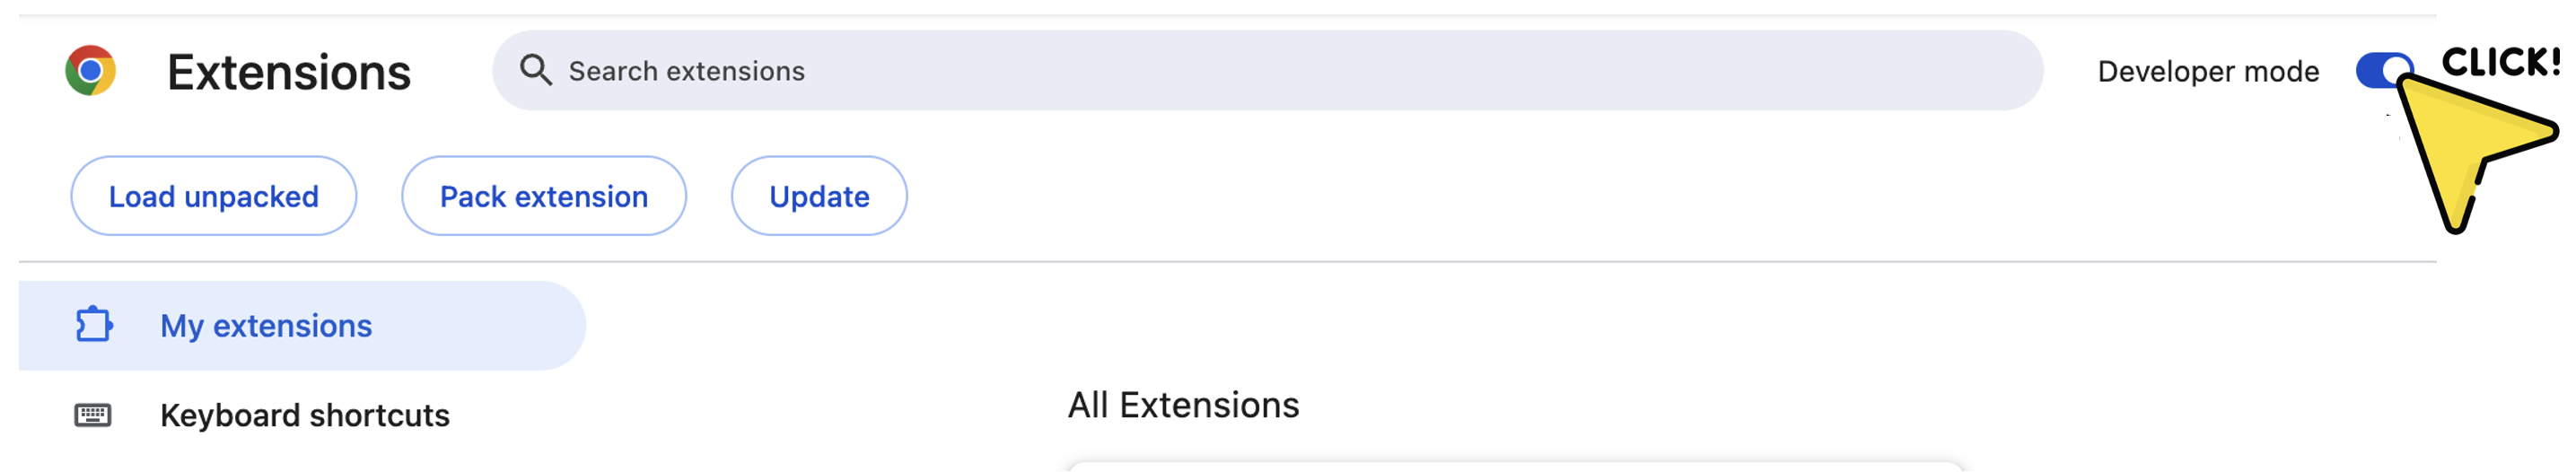 Extensions
Search extensions
Developer mode
CLICK!
Load unpacked
Pack extension
Update
My extensions
Keyboard shortcuts
All Extensions